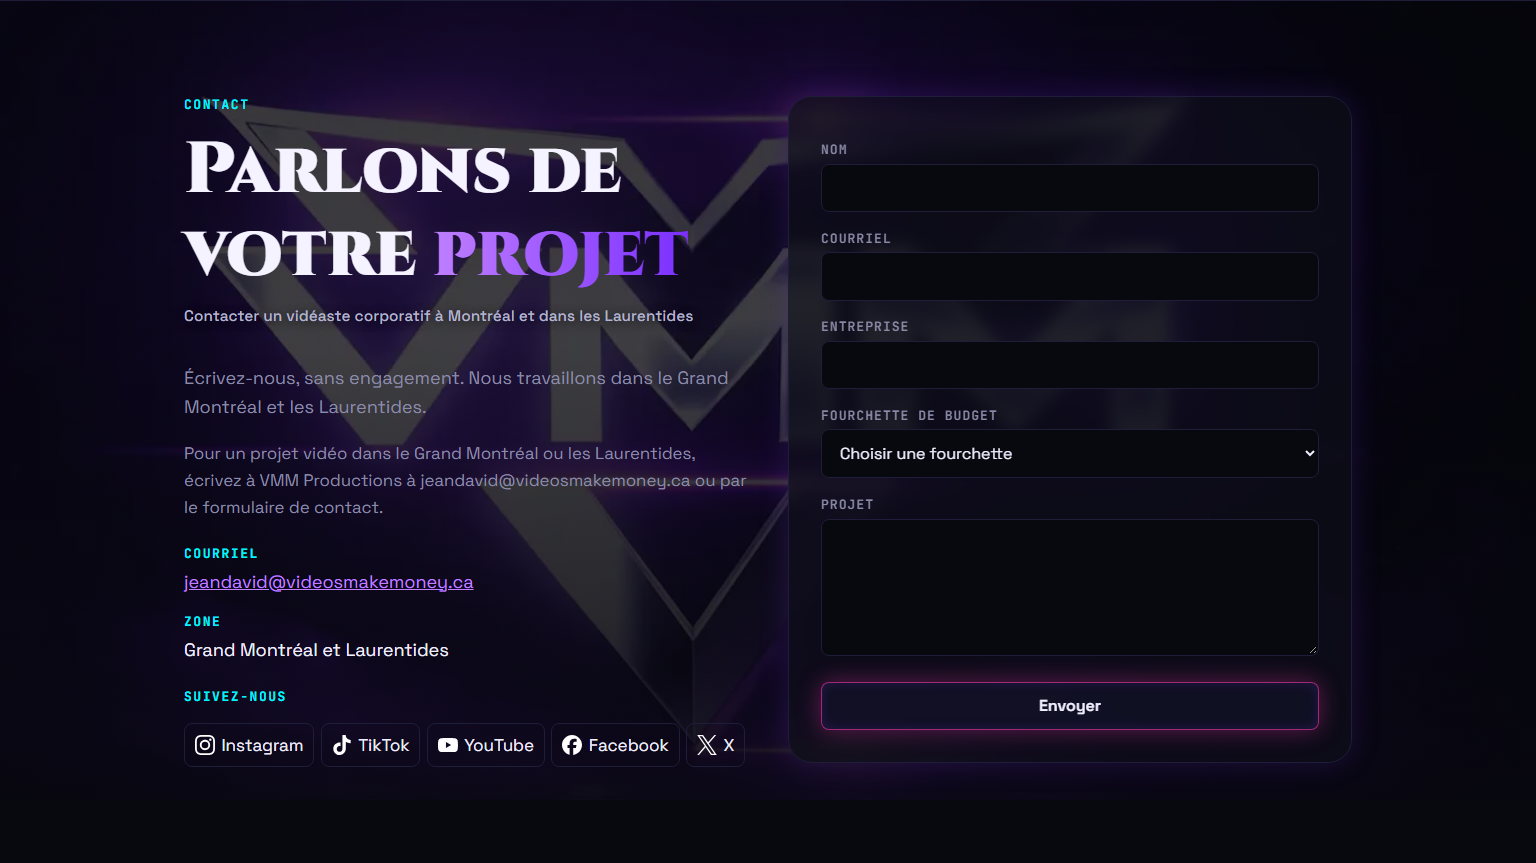 CONTACT
Parlons de
votre projet
Contacter un vidéaste corporatif à Montréal et dans les Laurentides
Écrivez-nous, sans engagement. Nous travaillons dans le Grand
Montréal et les Laurentides.
Pour un projet vidéo dans le Grand Montréal ou les Laurentides,
écrivez à VMM Productions à jeandavid@videosmakemoney.ca ou par
le formulaire de contact.
COURRIEL
jeandavid@videosmakemoney.ca
ZONE
Grand Montréal et Laurentides
SUIVEZ-NOUS
Instagram
TikTok
YouTube
Facebook
X
NOM
COURRIEL
ENTREPRISE
FOURCHETTE DE BUDGET
Choisir une fourchette
PROJET
Envoyer